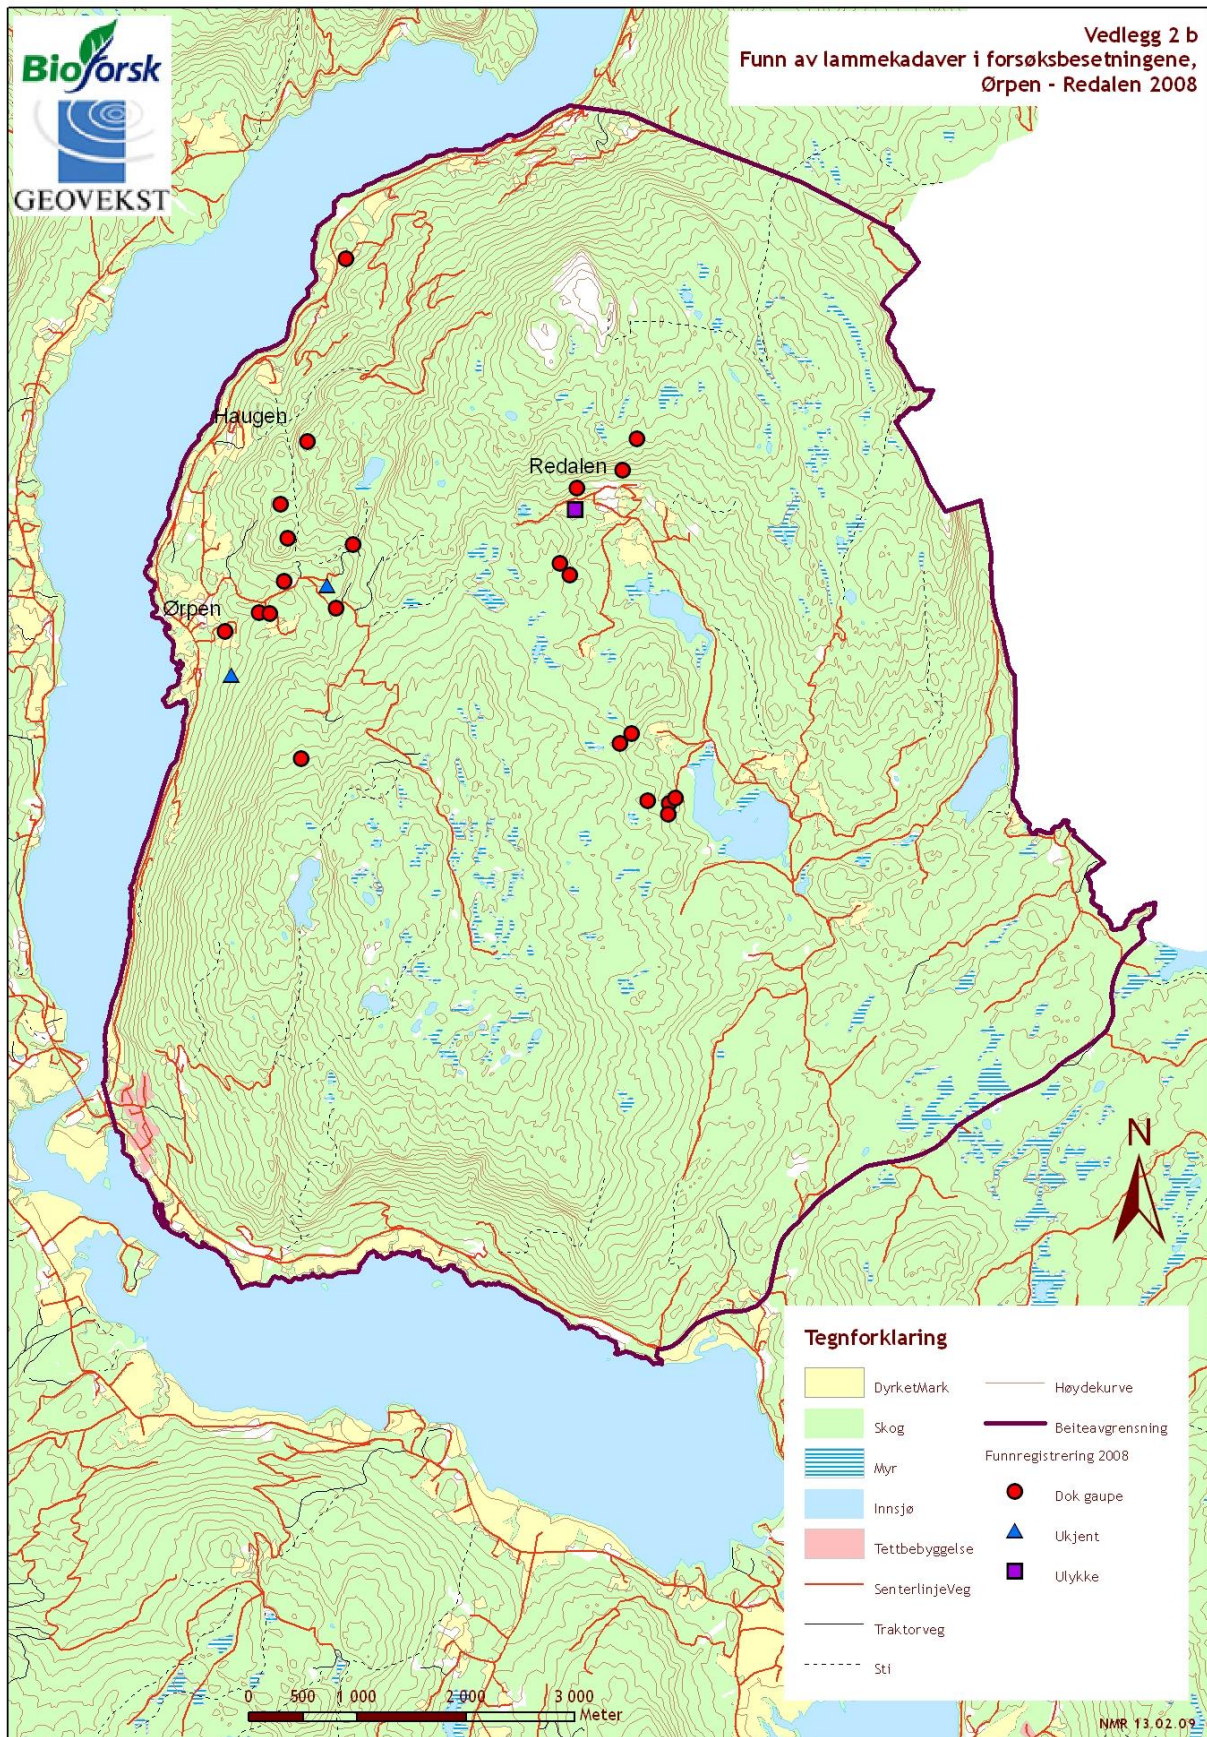 Bioforsk
GEOVEKST
Vedlegg 2 b
Funn av lammekadaver i forsøksbesetningene,
Ørpen - Redalen 2008
Haugen
Redalen
Ørpen
N
Tegnforklaring
DyrketMark
Skog
Myr
Innsjø
Tettbebyggelse
SenterlinjeVeg
Traktorveg
Sti
Høydekurve
Beiteavgrensning
Funnregistrering 2008
Dok gaupe
Ukjent
Ulykke
0 500 1 000 2 000 3 000
Meter
NMR 13.02.09